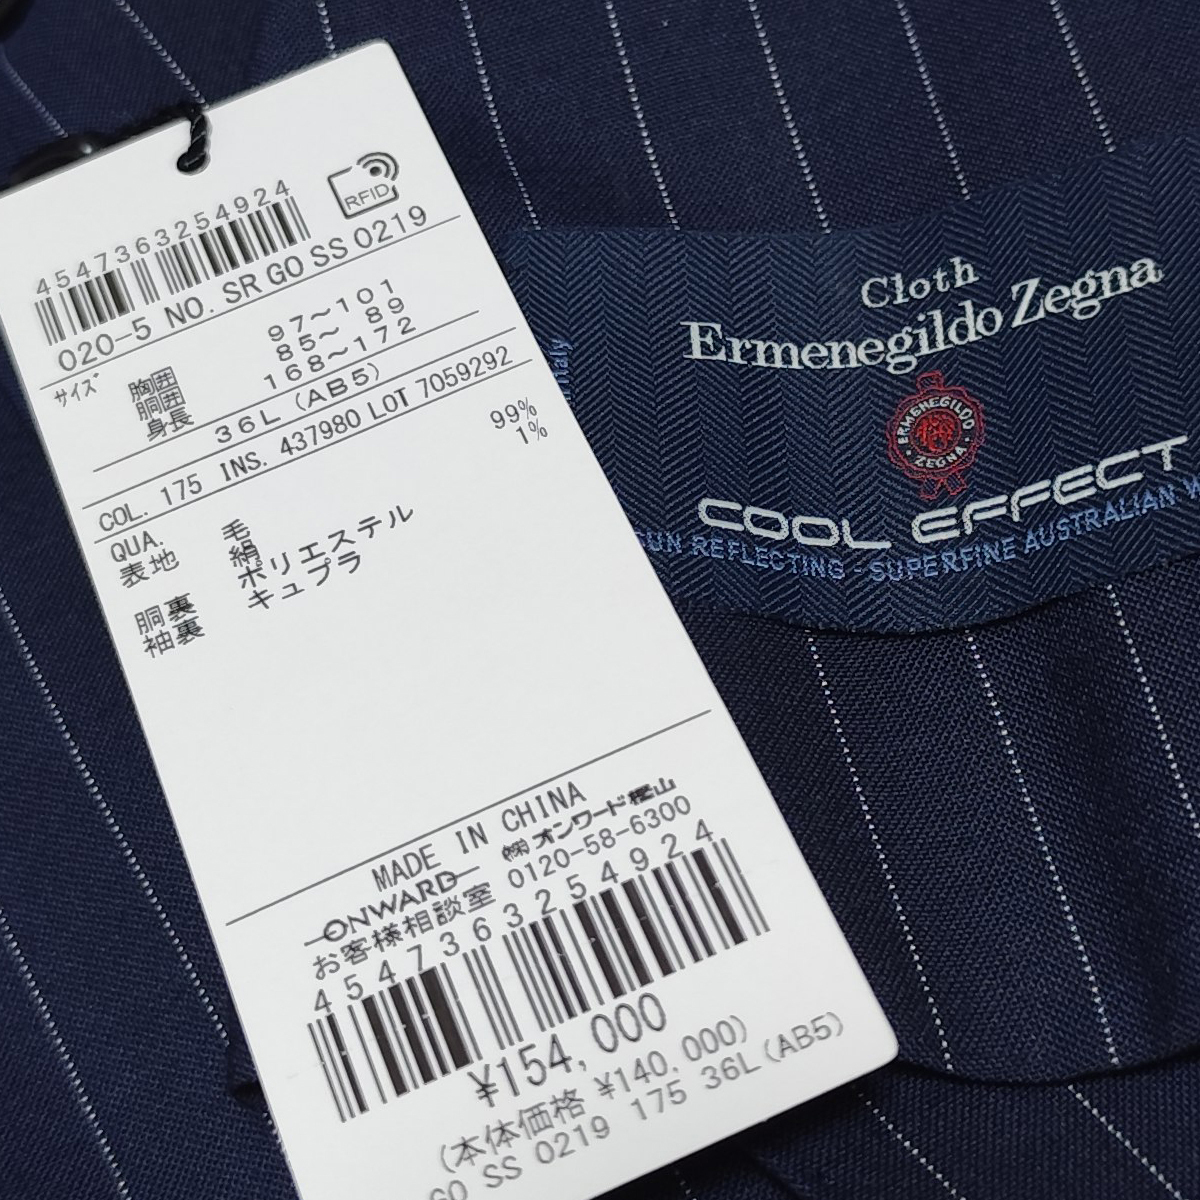 4547363254924
RFID
020-5 NO. SR GO SS 0219
サイズ 胸囲 97〜101
胴囲 85〜 89
身長 168〜172
36L (AB5)
COL. 175 INS. 437980 LOT 7059292
QUA.
表地 毛 99%
絹 1%
胴裏 ポリエステル
袖裏 キュプラ
MADE IN CHINA
ONWARD ㈱オンワード樫山
お客様相談室 0120-58-6300
4547363254924
¥154,000
(本体価格 ¥140,000)
GO SS 0219 175 36L (AB5)
Cloth
Ermenegildo Zegna
ERMENEGILDO
ZEGNA
COOL EFFECT
SUN REFLECTING - SUPERFINE AUSTRALIAN W
Italy